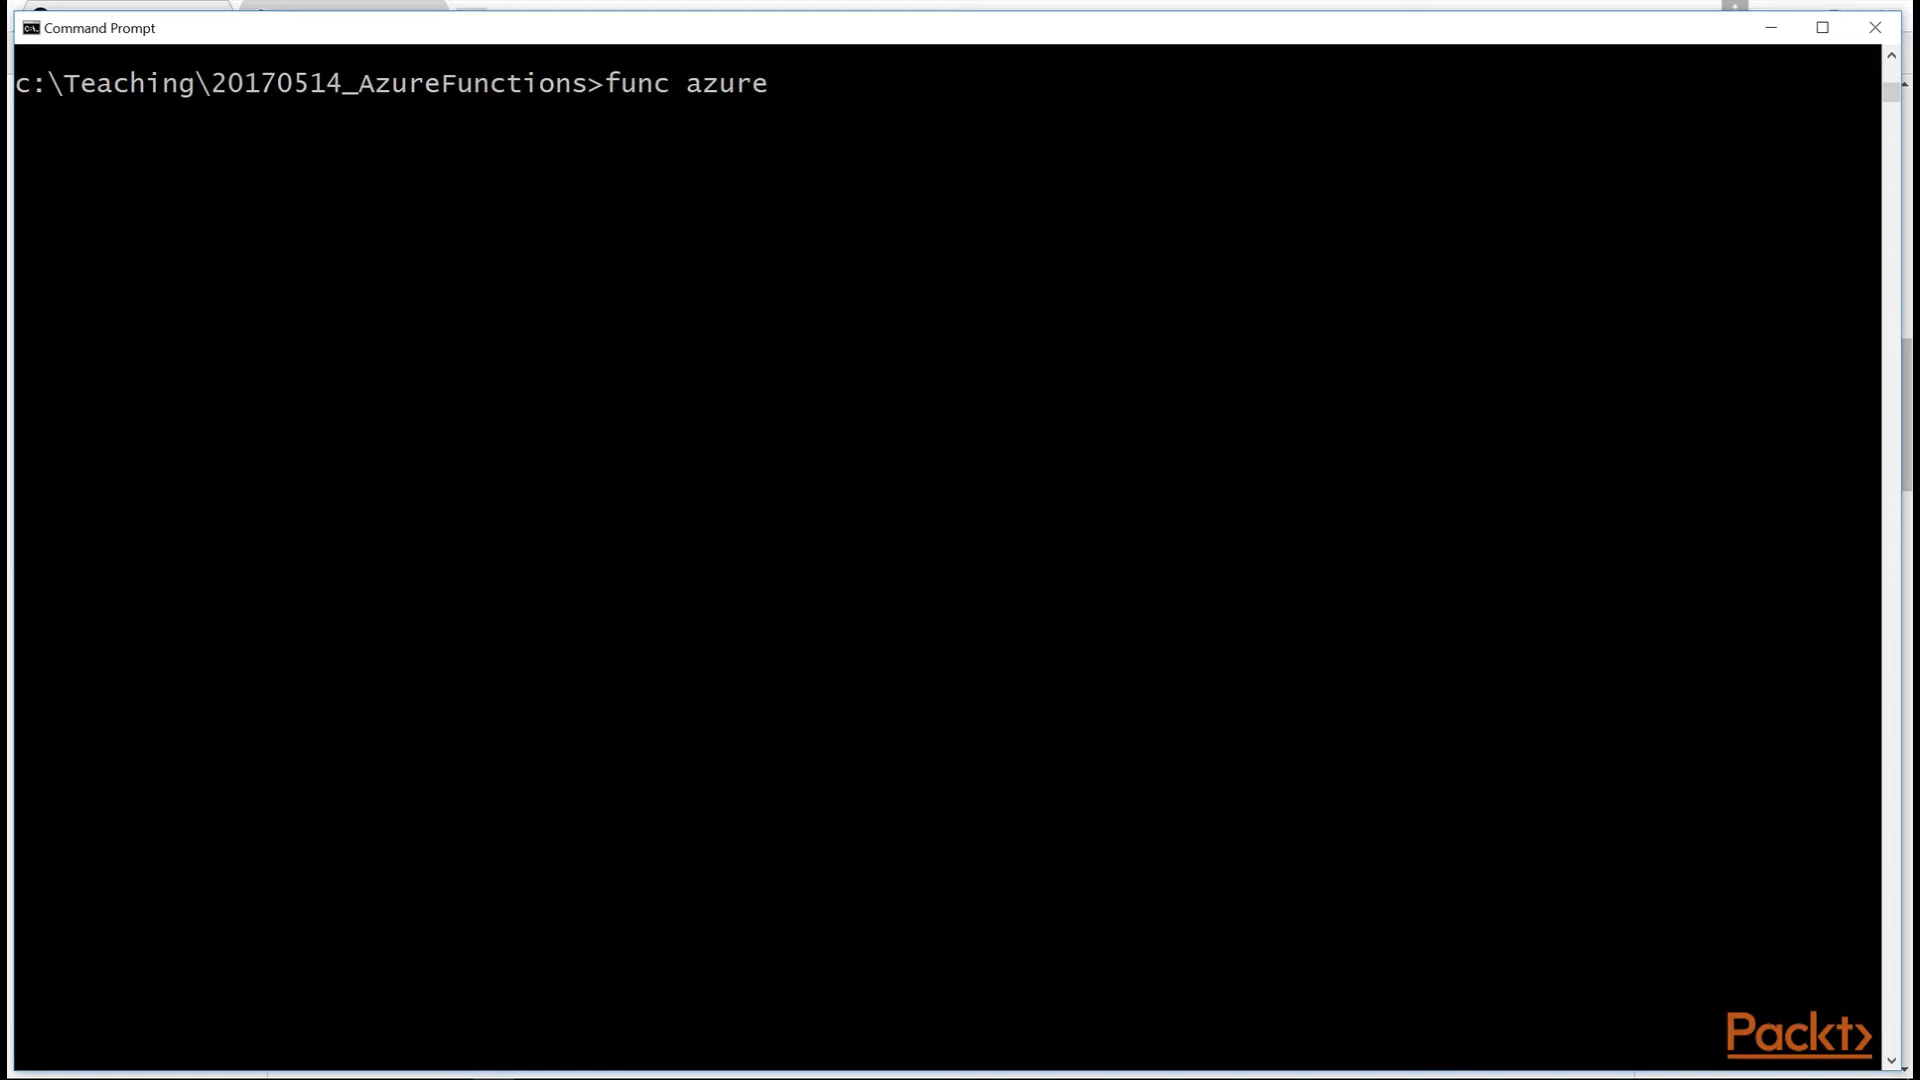 Command Prompt
c:\Teaching\20170514_AzureFunctions>func azure
Packt>